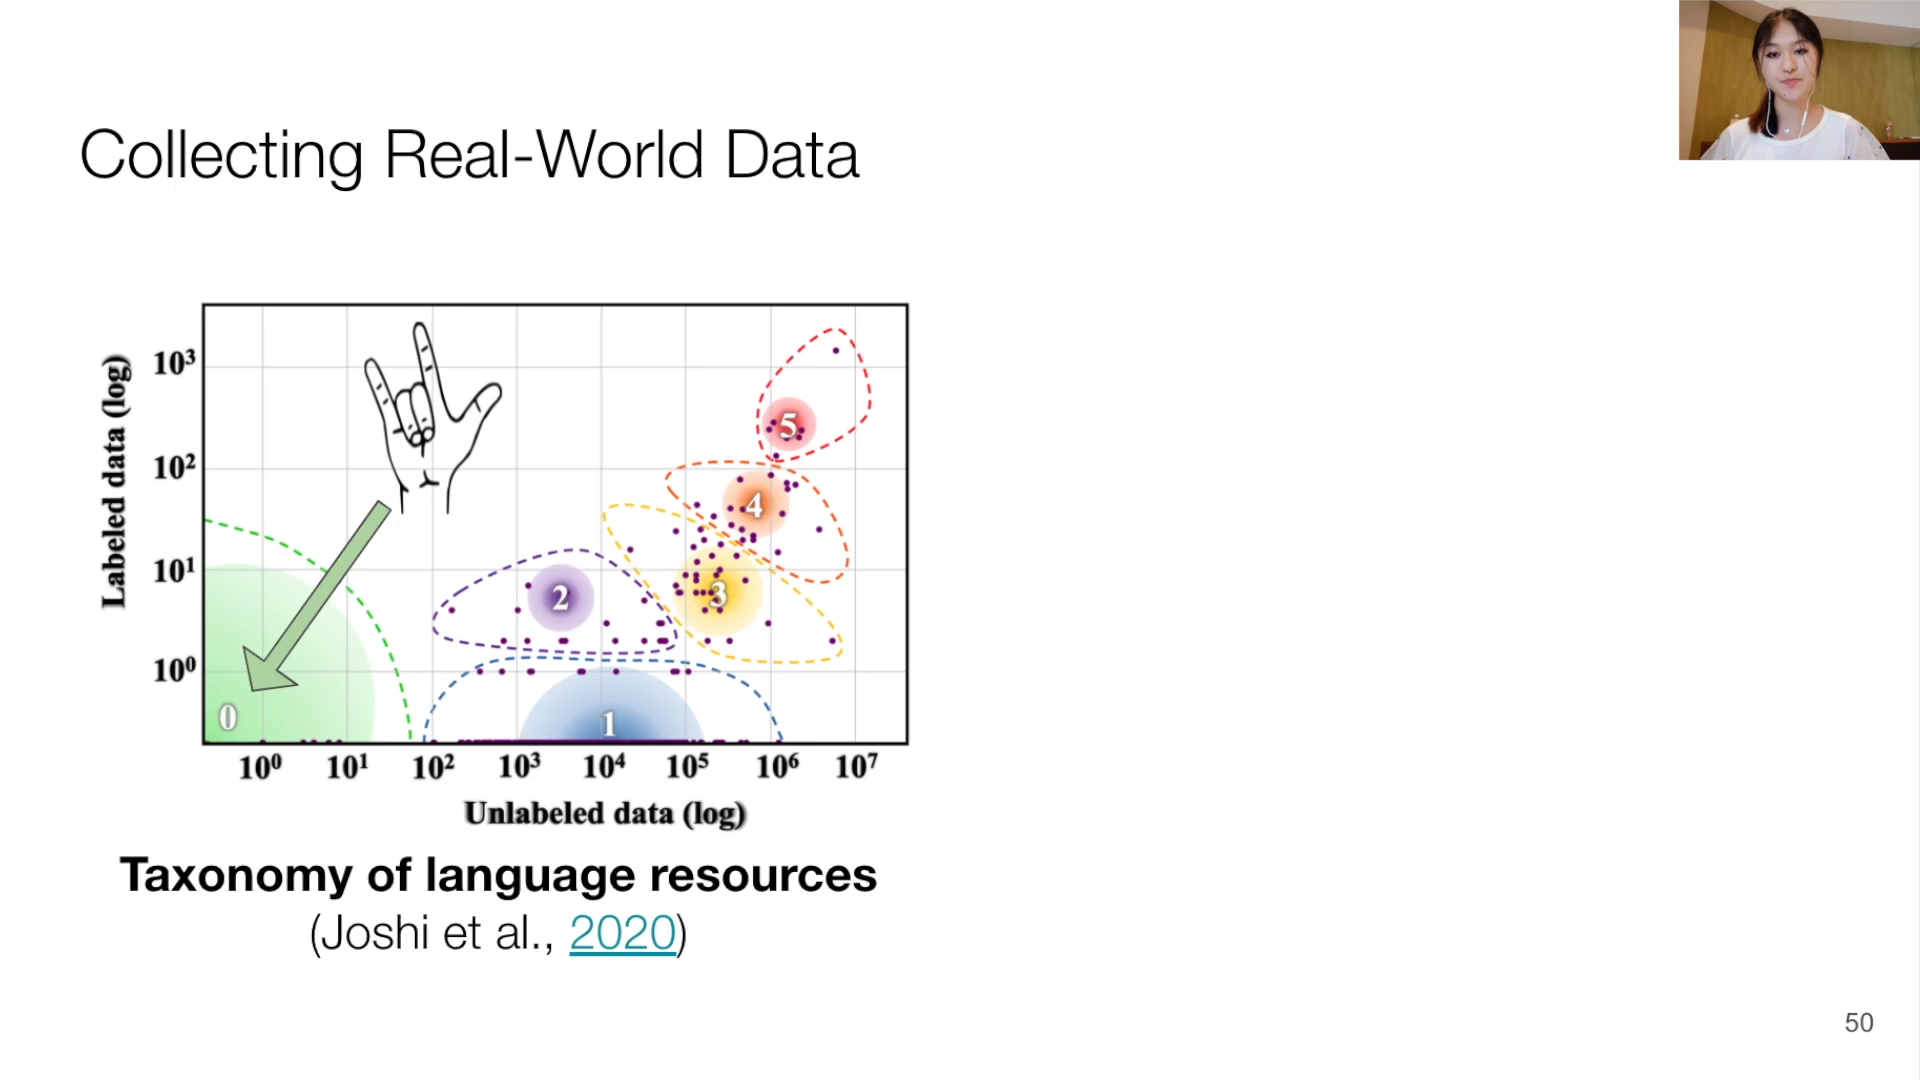 Collecting Real-World Data
Labeled data (log)
10³
10²
10¹
10⁰
5
4
3
2
1
0
10⁰ 10¹ 10² 10³ 10⁴ 10⁵ 10⁶ 10⁷
Unlabeled data (log)
Taxonomy of language resources
(Joshi et al., 2020)
50